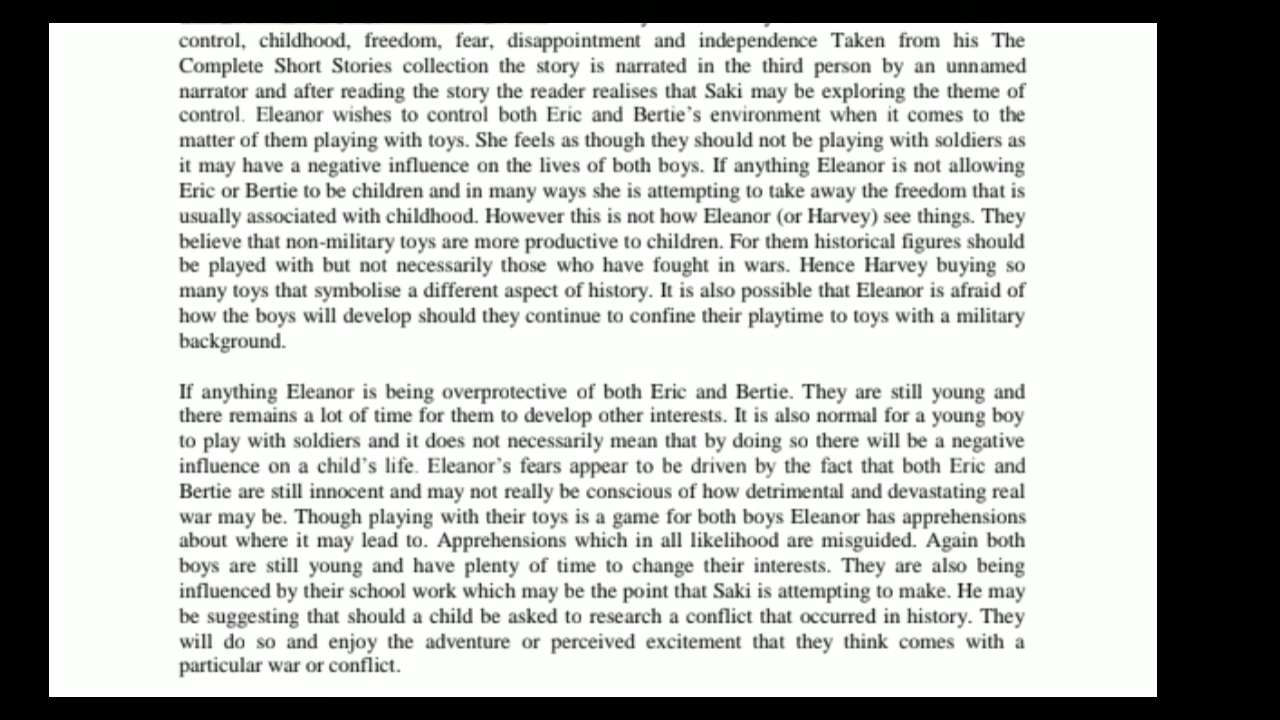 control, childhood, freedom, fear, disappointment and independence Taken from his The
Complete Short Stories collection the story is narrated in the third person by an unnamed
narrator and after reading the story the reader realises that Saki may be exploring the theme of
control. Eleanor wishes to control both Eric and Bertie's environment when it comes to the
matter of them playing with toys. She feels as though they should not be playing with soldiers as
it may have a negative influence on the lives of both boys. If anything Eleanor is not allowing
Eric or Bertie to be children and in many ways she is attempting to take away the freedom that is
usually associated with childhood. However this is not how Eleanor (or Harvey) see things. They
believe that non-military toys are more productive to children. For them historical figures should
be played with but not necessarily those who have fought in wars. Hence Harvey buying so
many toys that symbolise a different aspect of history. It is also possible that Eleanor is afraid of
how the boys will develop should they continue to confine their playtime to toys with a military
background.
If anything Eleanor is being overprotective of both Eric and Bertie. They are still young and
there remains a lot of time for them to develop other interests. It is also normal for a young boy
to play with soldiers and it does not necessarily mean that by doing so there will be a negative
influence on a child's life. Eleanor's fears appear to be driven by the fact that both Eric and
Bertie are still innocent and may not really be conscious of how detrimental and devastating real
war may be. Though playing with their toys is a game for both boys Eleanor has apprehensions
about where it may lead to. Apprehensions which in all likelihood are misguided. Again both
boys are still young and have plenty of time to change their interests. They are also being
influenced by their school work which may be the point that Saki is attempting to make. He may
be suggesting that should a child be asked to research a conflict that occurred in history. They
will do so and enjoy the adventure or perceived excitement that they think comes with a
particular war or conflict.